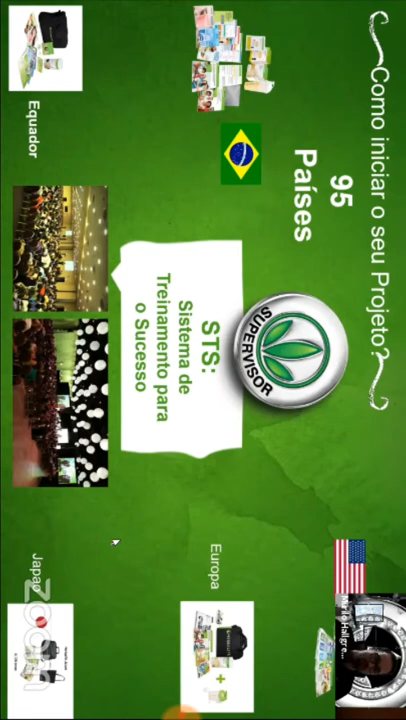 Como iniciar o seu Projeto?
95
Países
SUPERVISOR
STS:
Sistema de
Treinamento para
o Sucesso
Equador
Europa
Japão
zoom